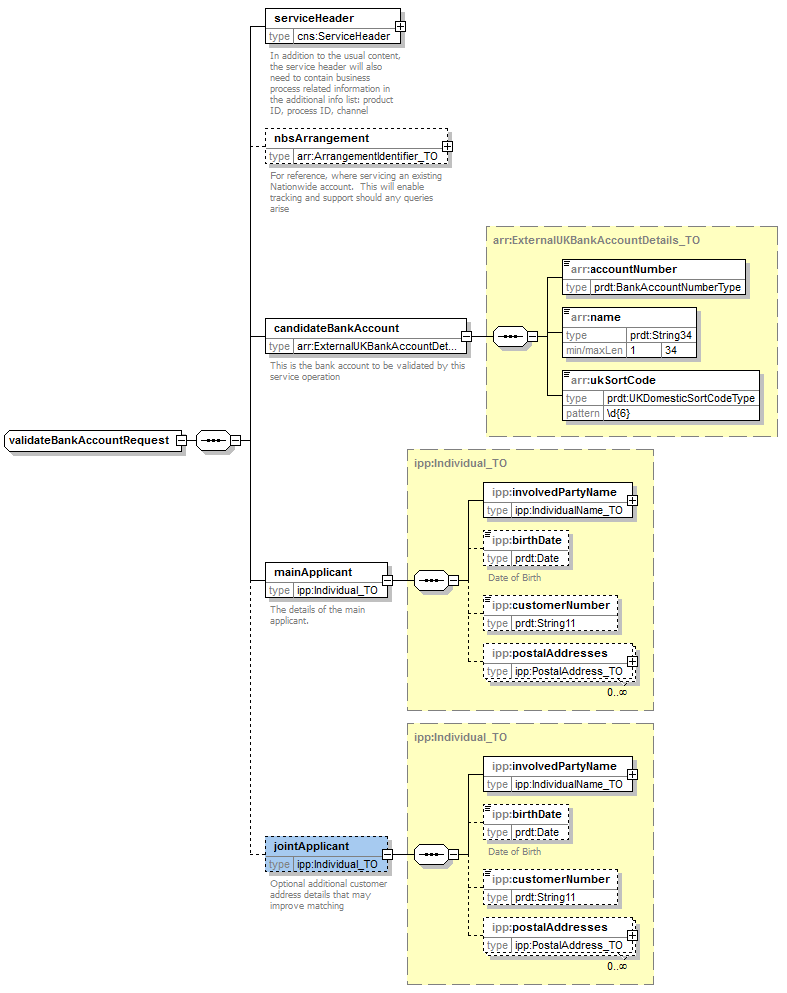 serviceHeader
type cns:ServiceHeader
In addition to the usual content,
the service header will also
need to contain business
process related information in
the additional info list: product
ID, process ID, channel
nbsArrangement
type arr:ArrangementIdentifier_TO
For reference, where servicing an existing
Nationwide account. This will enable
tracking and support should any queries
arise
arr:ExternalUKBankAccountDetails_TO
arr:accountNumber
type prdt:BankAccountNumberType
arr:name
type prdt:String34
min/maxLen 1 34
arr:ukSortCode
type prdt:UKDomesticSortCodeType
pattern \d{6}
candidateBankAccount
type arr:ExternalUKBankAccountDet...
This is the bank account to be validated by this
service operation
validateBankAccountRequest
ipp:Individual_TO
ipp:involvedPartyName
type ipp:IndividualName_TO
ipp:birthDate
type prdt:Date
Date of Birth
mainApplicant
type ipp:Individual_TO
The details of the main
applicant.
ipp:customerNumber
type prdt:String11
ipp:postalAddresses
type ipp:PostalAddress_TO
0..∞
ipp:Individual_TO
ipp:involvedPartyName
type ipp:IndividualName_TO
ipp:birthDate
type prdt:Date
Date of Birth
jointApplicant
type ipp:Individual_TO
Optional additional customer
address details that may
improve matching
ipp:customerNumber
type prdt:String11
ipp:postalAddresses
type ipp:PostalAddress_TO
0..∞